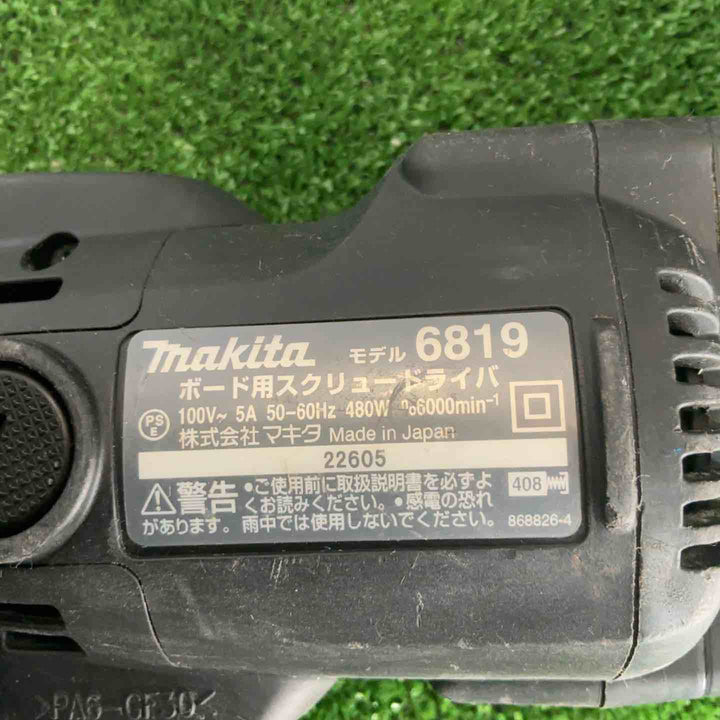 makita モデル 6819
ボード用スクリュードライバ
PS E 100V~ 5A 50-60Hz 480W n₀6000min⁻¹
株式会社マキタ Made in Japan
22605
警告 •ご使用前に取扱説明書を必ずよくお読みください。•感電の恐れがあります。雨中では使用しないでください。
408
868826-4
>PA6-GF30<